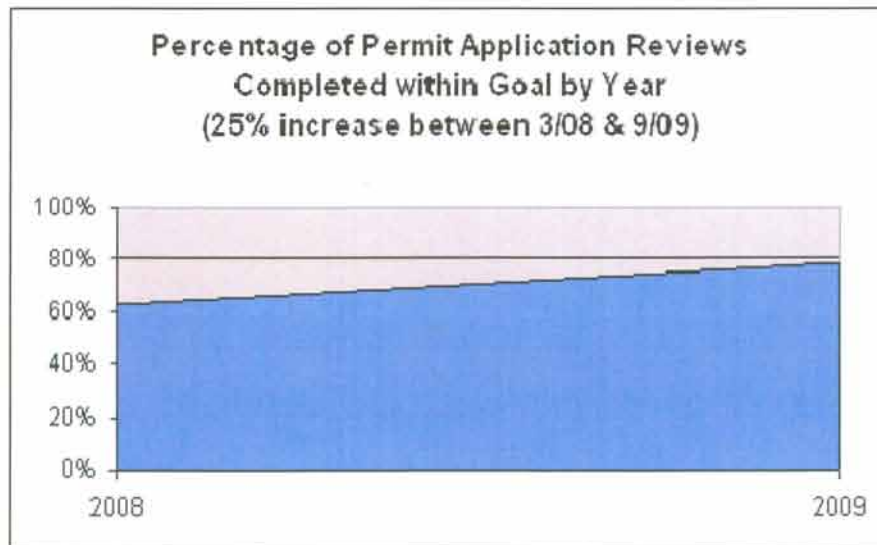 Percentage of Permit Application Reviews
Completed within Goal by Year
(25% increase between 3/08 & 9/09)
100%
80%
60%
40%
20%
0%
2008
2009